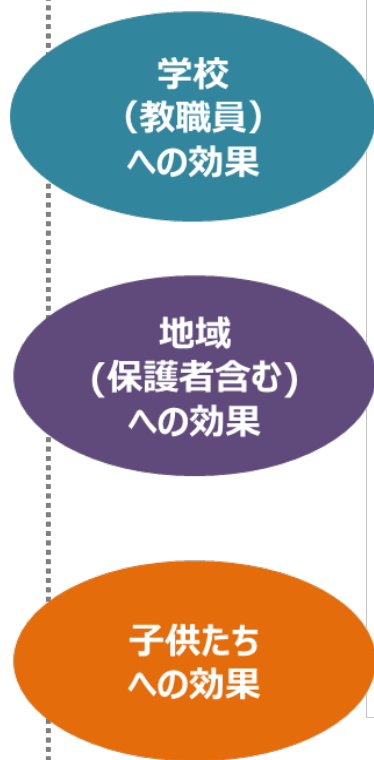 学校
（教職員）
への効果
地域
(保護者含む)
への効果
子供たち
への効果